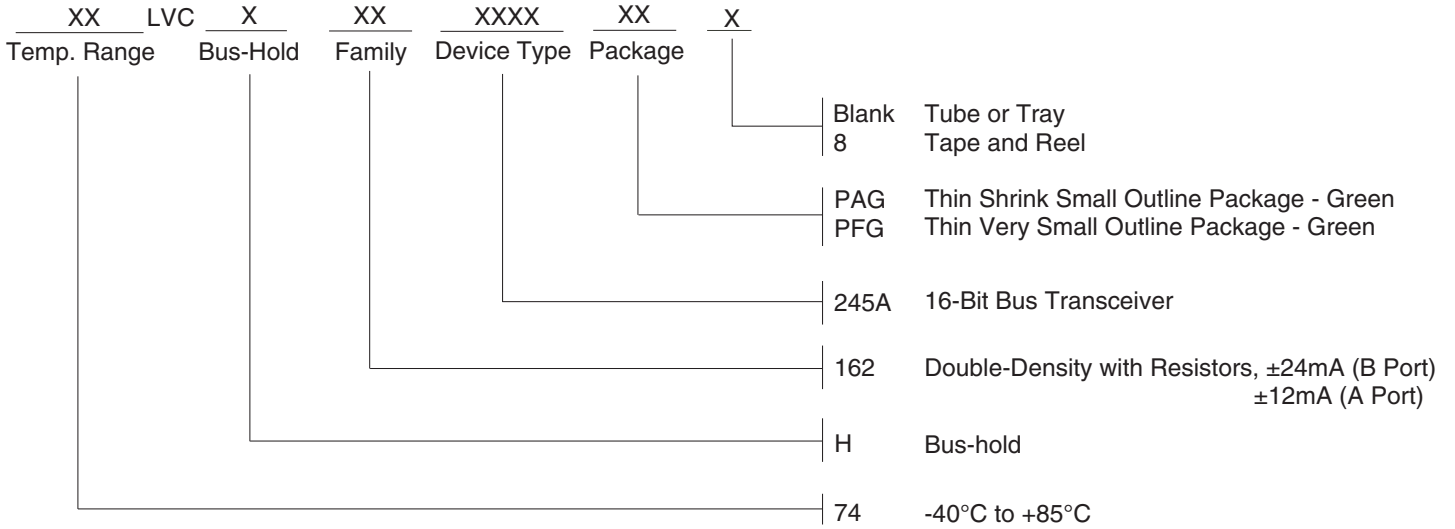 XX LVC X XX XXXX XX X
Temp. Range Bus-Hold Family Device Type Package
Blank Tube or Tray
8 Tape and Reel
PAG Thin Shrink Small Outline Package - Green
PFG Thin Very Small Outline Package - Green
245A 16-Bit Bus Transceiver
162 Double-Density with Resistors, ±24mA (B Port)
±12mA (A Port)
H Bus-hold
74 -40°C to +85°C